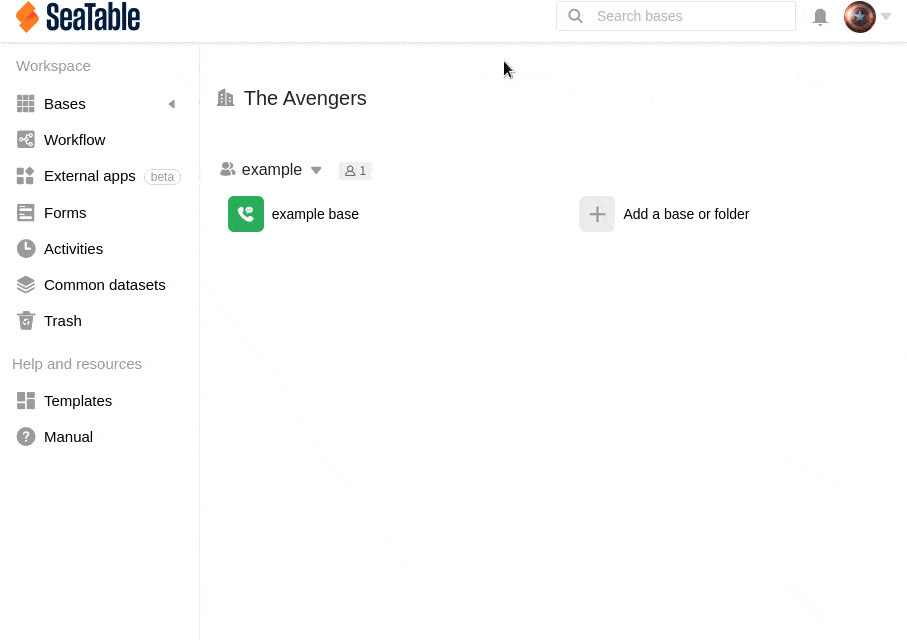 SeaTable
Search bases
Workspace
Bases
Workflow
External apps beta
Forms
Activities
Common datasets
Trash
Help and resources
Templates
? Manual
The Avengers
example 1
example base
Add a base or folder